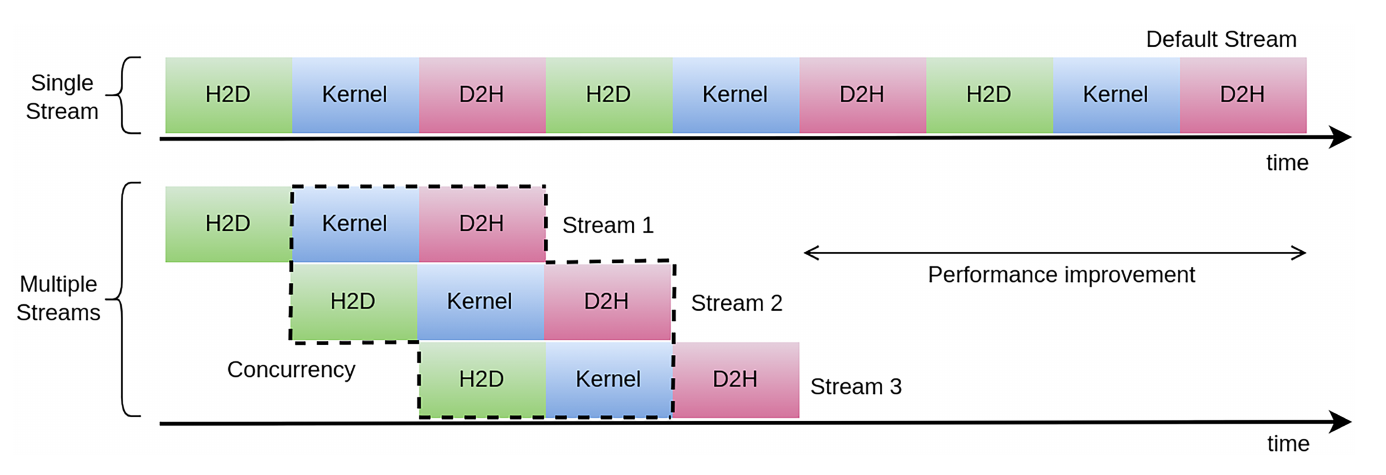 Default Stream
Single
Stream
H2D Kernel D2H H2D Kernel D2H H2D Kernel D2H
time
Multiple
Streams
H2D Kernel D2H Stream 1
H2D Kernel D2H Stream 2
H2D Kernel D2H Stream 3
Performance improvement
Concurrency
time